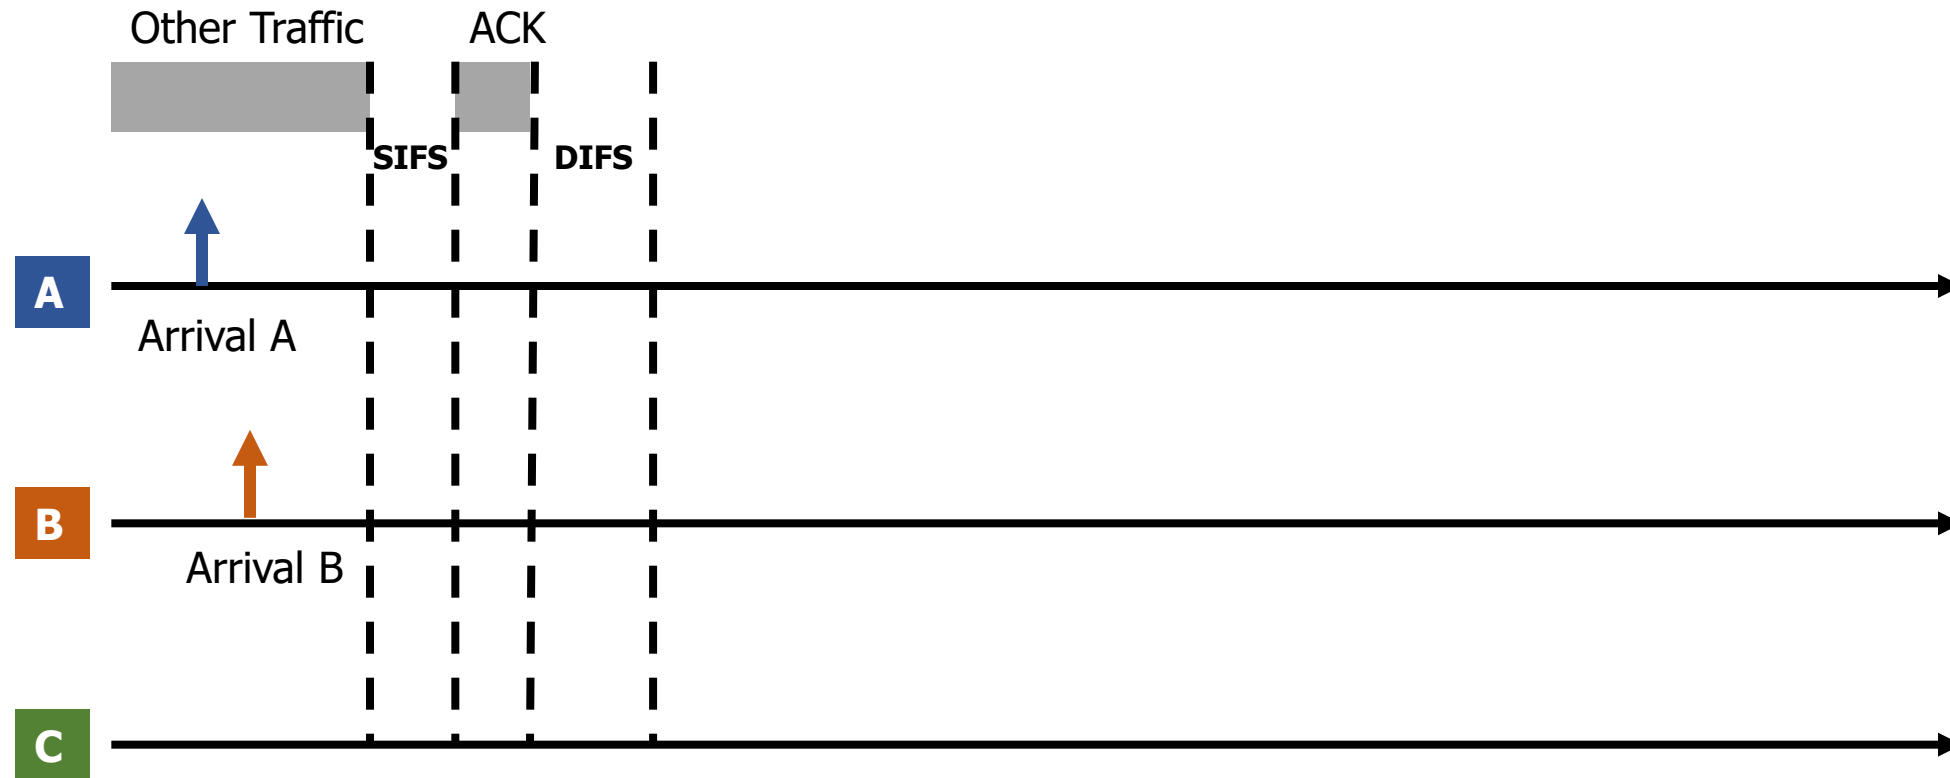 Other Traffic
ACK
SIFS
DIFS
A
Arrival A
B
Arrival B
C